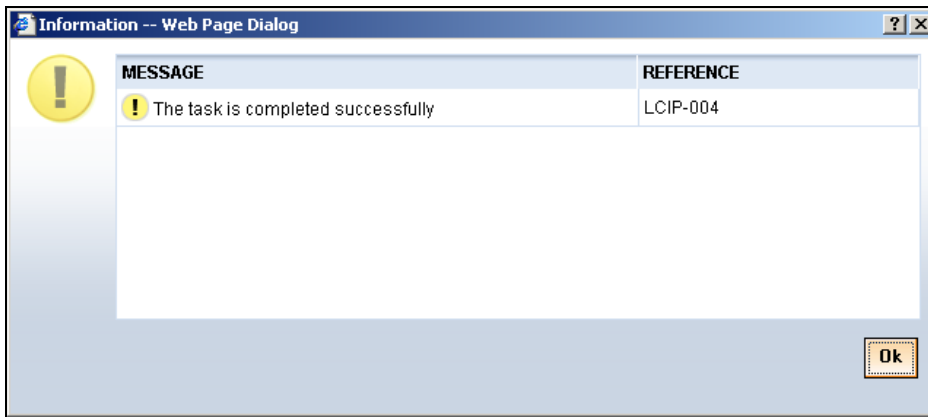 Information -- Web Page Dialog
MESSAGE REFERENCE
The task is completed successfully LCIP-004
Ok